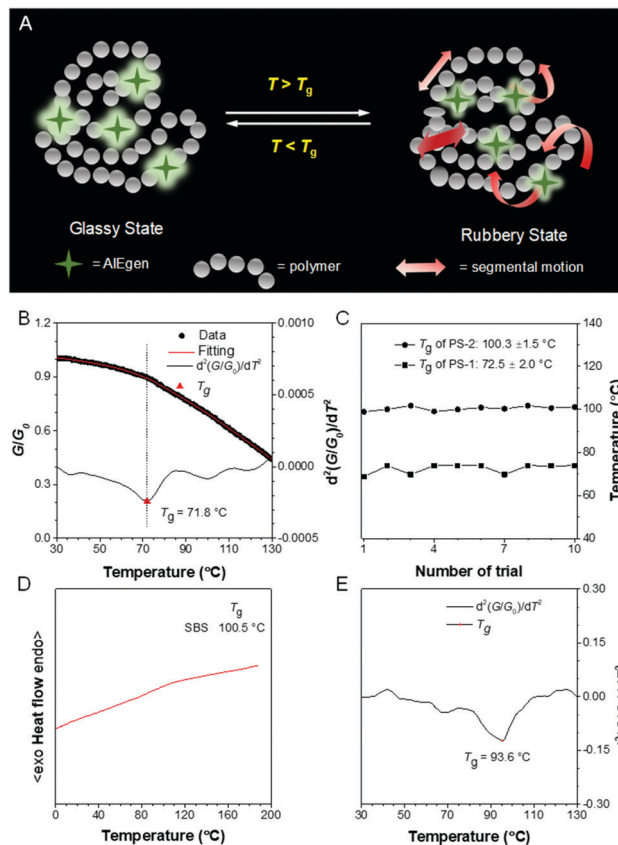 A
T > Tg
T < Tg
Glassy State
Rubbery State
= AIEgen
= polymer
= segmental motion
B
1.2
0.9
0.6
0.3
0.0
G/G0
0.0010
0.0005
0.0000
-0.0005
d²(G/G0)/dT²
Data
Fitting
d²(G/G0)/dT²
Tg
Tg = 71.8 °C
30 50 70 90 110 130
Temperature (°C)
C
Tg of PS-2: 100.3 ±1.5 °C
Tg of PS-1: 72.5 ± 2.0 °C
140
120
100
80
60
40
Temperature (°C)
1 4 7 10
Number of trial
D
Tg
SBS 100.5 °C
<exo Heat flow endo>
0 40 80 120 160 200
Temperature (°C)
E
d²(G/G0)/dT²
Tg
Tg = 93.6 °C
0.30
0.15
0.00
-0.15
-0.30
30 50 70 90 110 130
Temperature (°C)